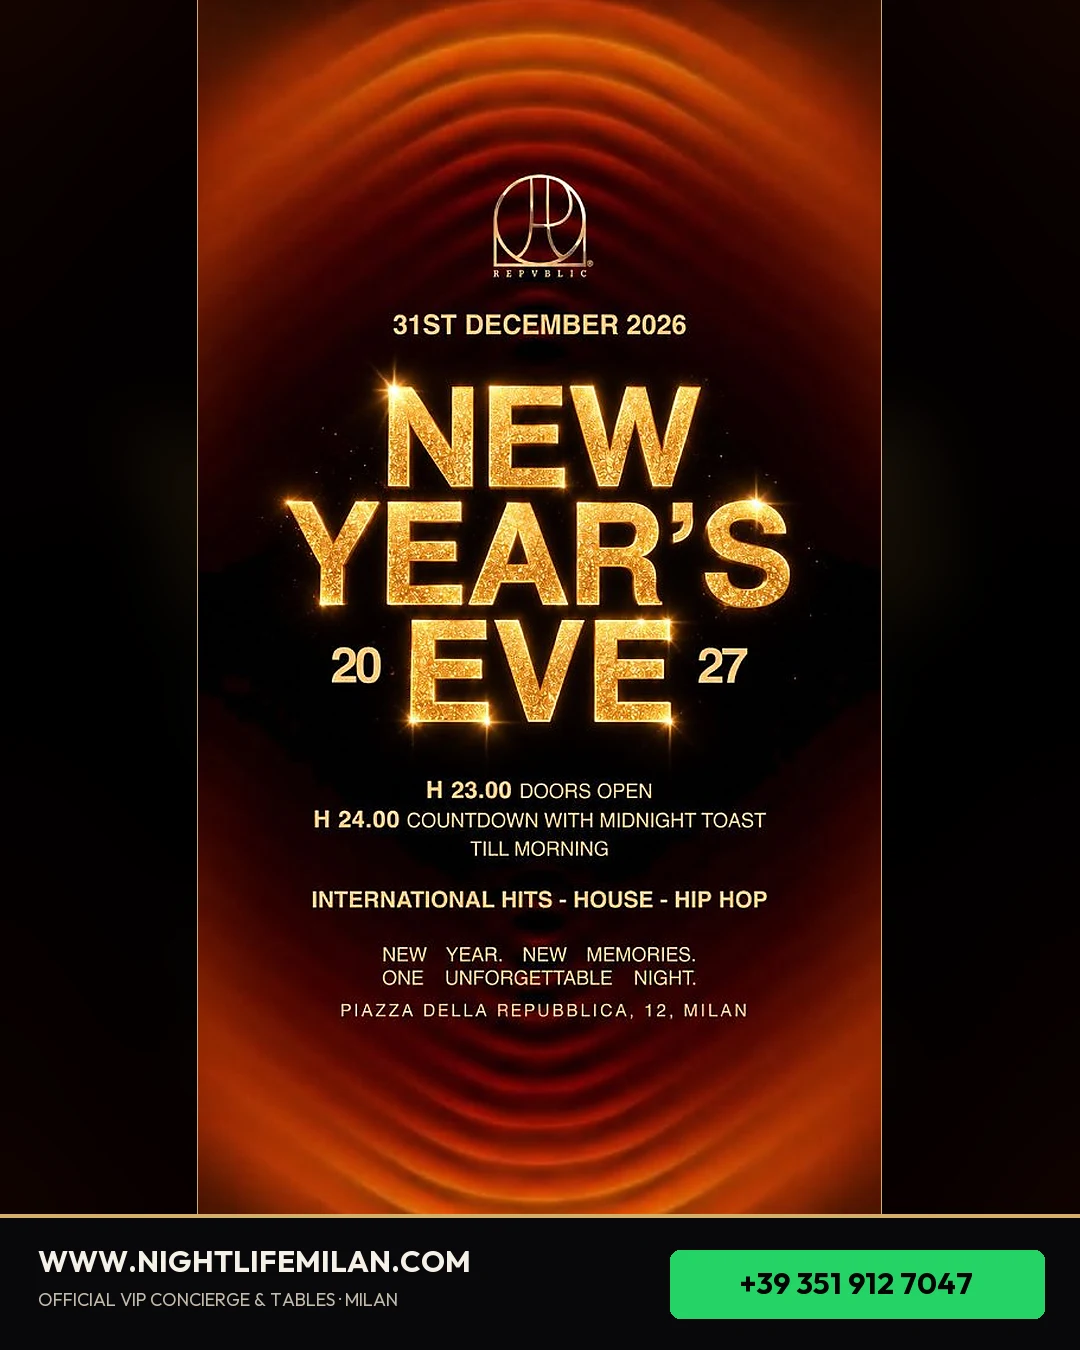 REPVBLIC®
31ST DECEMBER 2026
NEW
YEAR'S
20 EVE 27
H 23.00 DOORS OPEN
H 24.00 COUNTDOWN WITH MIDNIGHT TOAST
TILL MORNING
INTERNATIONAL HITS - HOUSE - HIP HOP
NEW YEAR. NEW MEMORIES.
ONE UNFORGETTABLE NIGHT.
PIAZZA DELLA REPUBBLICA, 12, MILAN
WWW.NIGHTLIFEMILAN.COM
OFFICIAL VIP CONCIERGE & TABLES · MILAN
+39 351 912 7047